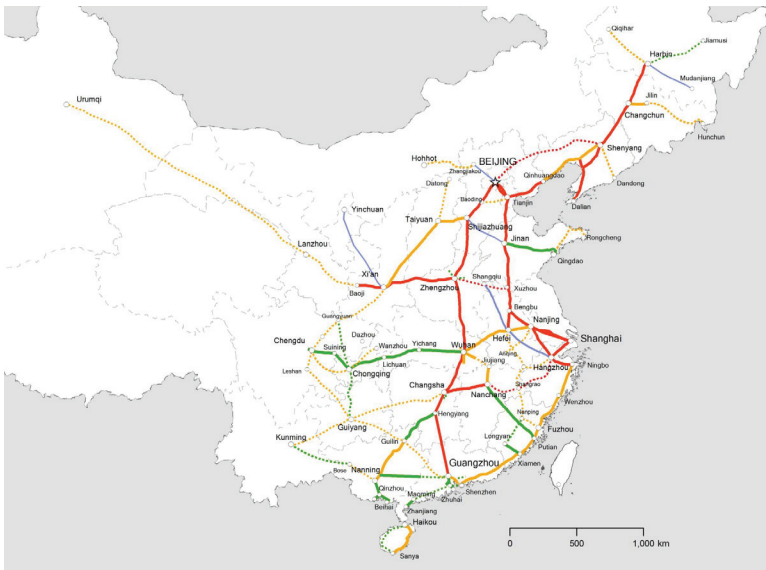 Qiqihar
Harbin
Jiamusi
Mudanjiang
Urumqi
Jilin
Changchun
Hunchun
Shenyang
Hohhot
BEIJING
Zhangjiakou
Qinhuangdao
Datong
Dandong
Baoding
Tianjin
Dalian
Yinchuan
Taiyuan
Shijiazhuang
Jinan
Rongcheng
Lanzhou
Qingdao
Xi'an
Shangqiu
Zhengzhou
Xuzhou
Baoji
Bengbu
Guangyuan
Nanjing
Dazhou
Shanghai
Chengdu
Suining
Wanzhou
Yichang
Wuhan
Hefei
Anqing
Lichuan
Jiujiang
Leshan
Chongqing
Hangzhou
Ningbo
Changsha
Shangrao
Nanchang
Wenzhou
Hengyang
Nanping
Guiyang
Fuzhou
Kunming
Guilin
Longyan
Putian
Bose
Nanning
Guangzhou
Xiamen
Qinzhou
Maoming
Shenzhen
Beihai
Zhuhai
Zhanjiang
Haikou
Sanya
0 500 1,000 km